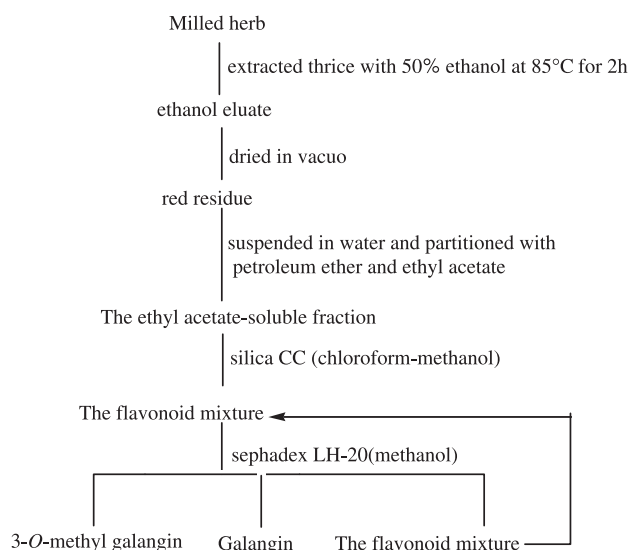 Milled herb
extracted thrice with 50% ethanol at 85°C for 2h
ethanol eluate
dried in vacuo
red residue
suspended in water and partitioned with
petroleum ether and ethyl acetate
The ethyl acetate-soluble fraction
silica CC (chloroform-methanol)
The flavonoid mixture
sephadex LH-20(methanol)
3-O-methyl galangin Galangin The flavonoid mixture